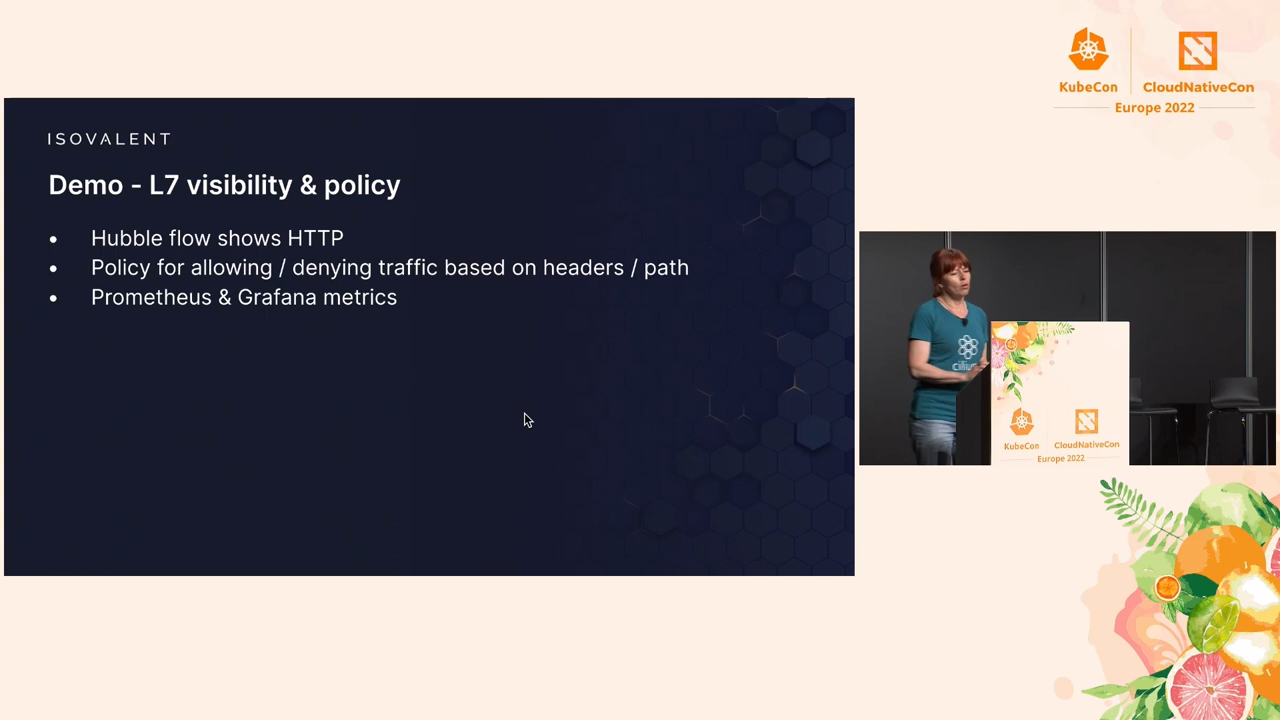 KubeCon
CloudNativeCon
Europe 2022
ISOVALENT
Demo - L7 visibility & policy
• Hubble flow shows HTTP
• Policy for allowing / denying traffic based on headers / path
• Prometheus & Grafana metrics
cilium
KubeCon
CloudNativeCon
Europe 2022